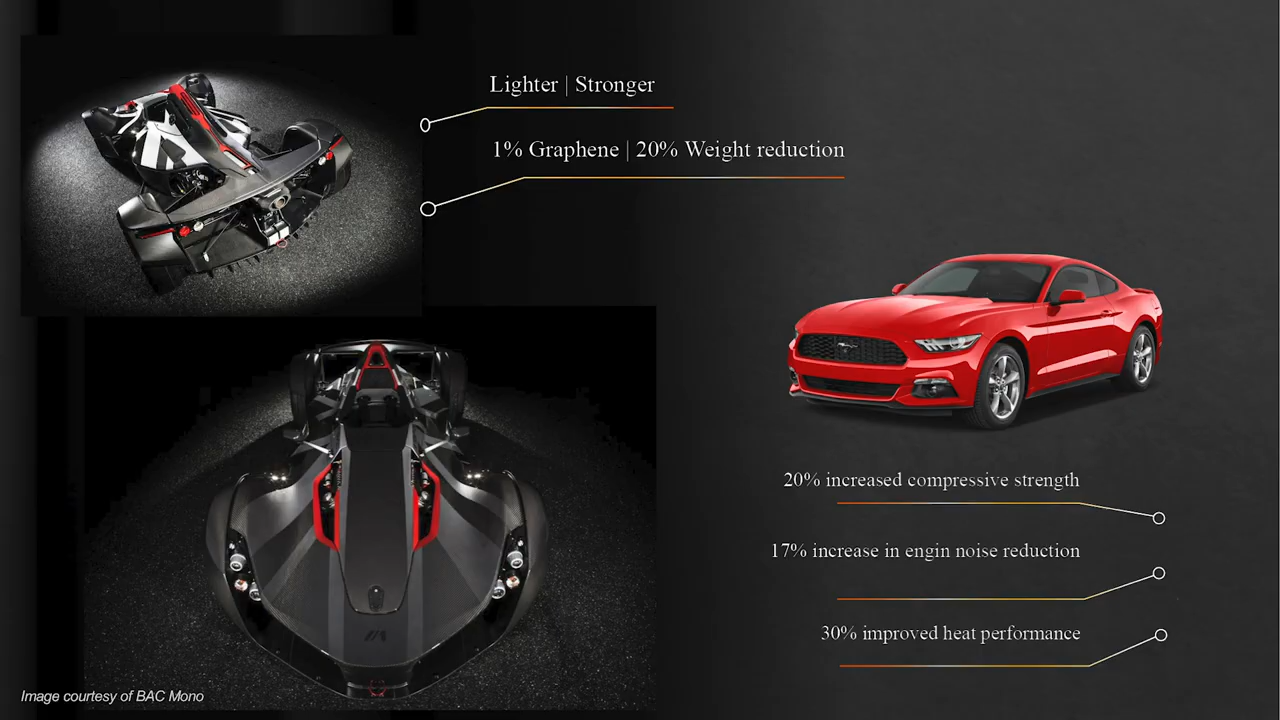 Lighter | Stronger
1% Graphene | 20% Weight reduction
20% increased compressive strength
17% increase in engin noise reduction
30% improved heat performance
Image courtesy of BAC Mono